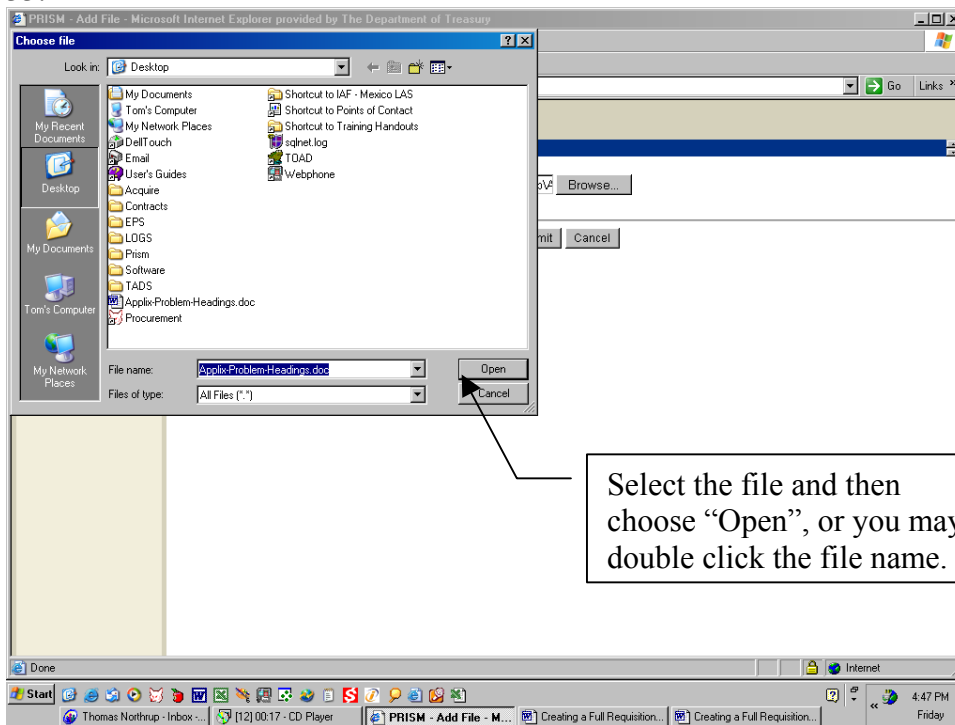 PRISM - Add File - Microsoft Internet Explorer provided by The Department of Treasury
Choose file
Look in:
Desktop
Go
Links
My Recent
Documents
Desktop
My Documents
Tom's Computer
My Network
Places
My Documents
Tom's Computer
My Network Places
DellTouch
Email
User's Guides
Acquire
Contracts
EPS
LOGS
Prism
Software
TADS
Applix-Problem-Headings.doc
Procurement
Shortcut to IAF - Mexico LAS
Shortcut to Points of Contact
Shortcut to Training Handouts
sqlnet.log
TOAD
Webphone
Browse...
mit
Cancel
File name:
Applix-Problem-Headings.doc
Open
Files of type:
All Files (*.*)
Cancel
Select the file and then
choose “Open”, or you may
double click the file name.
Done
Internet
Start
4:47 PM
Thomas Northrup - Inbox -...
[12] 00:17 - CD Player
PRISM - Add File - M...
Creating a Full Requisition...
Creating a Full Requisition...
Friday